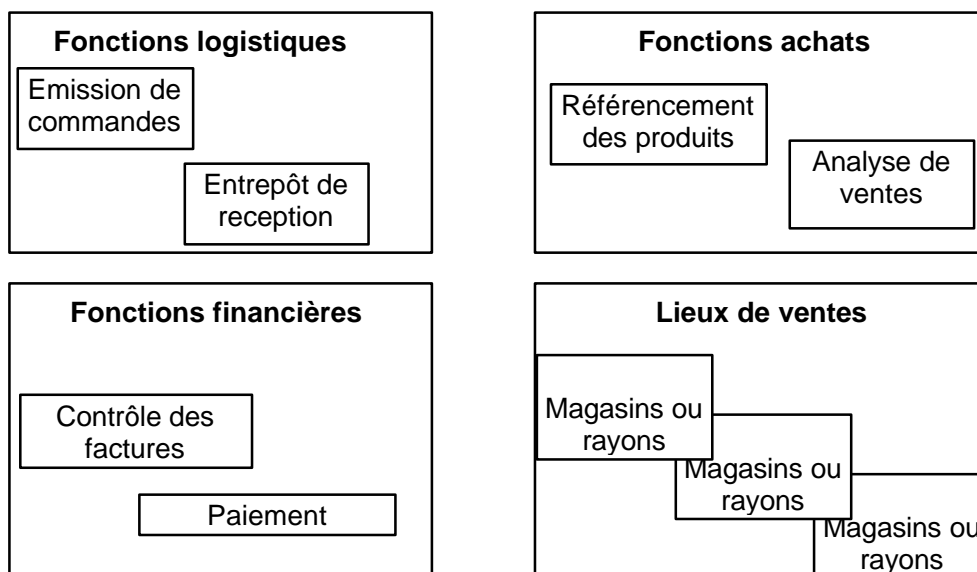 Fonctions logistiques
Emission de
commandes
Entrepôt de
reception
Fonctions achats
Référencement
des produits
Analyse de
ventes
Fonctions financières
Contrôle des
factures
Paiement
Lieux de ventes
Magasins ou
rayons
Magasins ou
rayons
Magasins ou
rayons